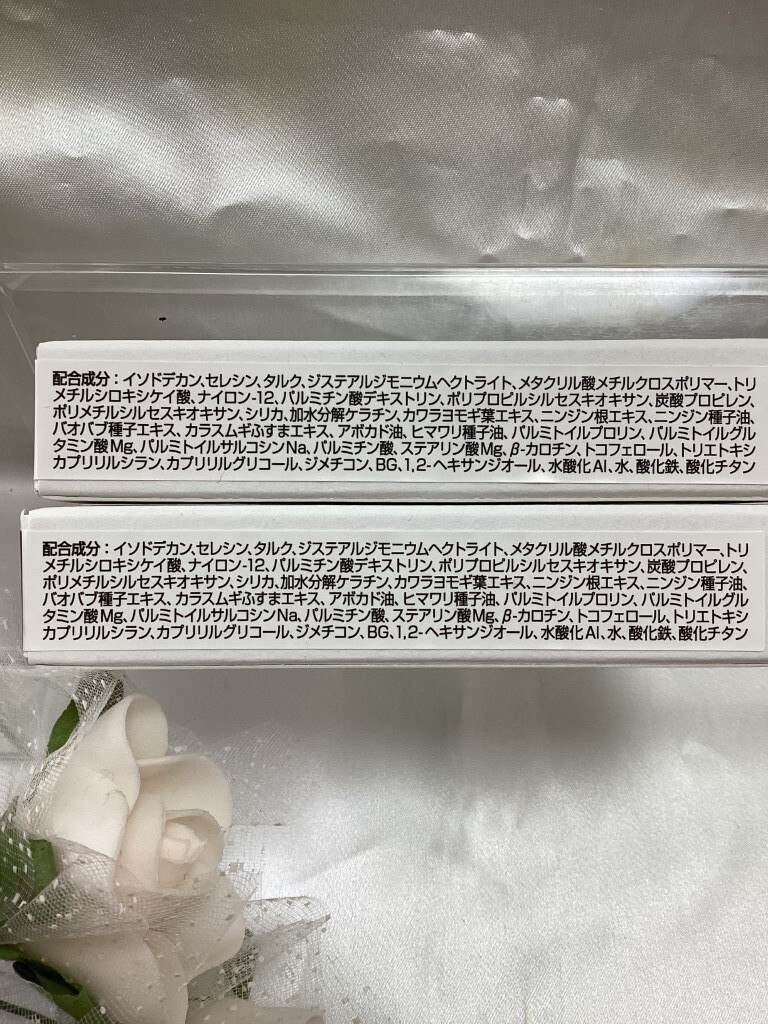 配合成分：イソドデカン、セレシン、タルク、ジステアルジモニウムヘクトライト、メタクリル酸メチルクロスポリマー、トリ
メチルシロキシケイ酸、ナイロン-12、パルミチン酸デキストリン、ポリプロピルシルセスキオキサン、炭酸プロピレン、
ポリメチルシルセスキオキサン、シリカ、加水分解ケラチン、カワラヨモギ葉エキス、ニンジン根エキス、ニンジン種子油、
バオバブ種子エキス、カラスムギふすまエキス、アボカド油、ヒマワリ種子油、パルミトイルプロリン、パルミトイルグル
タミン酸Mg、パルミトイルサルコシンNa、パルミチン酸、ステアリン酸Mg、β-カロチン、トコフェロール、トリエトキシ
カプリリルシラン、カプリリルグリコール、ジメチコン、BG、1,2-ヘキサンジオール、水酸化Al、水、酸化鉄、酸化チタン
配合成分：イソドデカン、セレシン、タルク、ジステアルジモニウムヘクトライト、メタクリル酸メチルクロスポリマー、トリ
メチルシロキシケイ酸、ナイロン-12、パルミチン酸デキストリン、ポリプロピルシルセスキオキサン、炭酸プロピレン、
ポリメチルシルセスキオキサン、シリカ、加水分解ケラチン、カワラヨモギ葉エキス、ニンジン根エキス、ニンジン種子油、
バオバブ種子エキス、カラスムギふすまエキス、アボカド油、ヒマワリ種子油、パルミトイルプロリン、パルミトイルグル
タミン酸Mg、パルミトイルサルコシンNa、パルミチン酸、ステアリン酸Mg、β-カロチン、トコフェロール、トリエトキシ
カプリリルシラン、カプリリルグリコール、ジメチコン、BG、1,2-ヘキサンジオール、水酸化Al、水、酸化鉄、酸化チタン